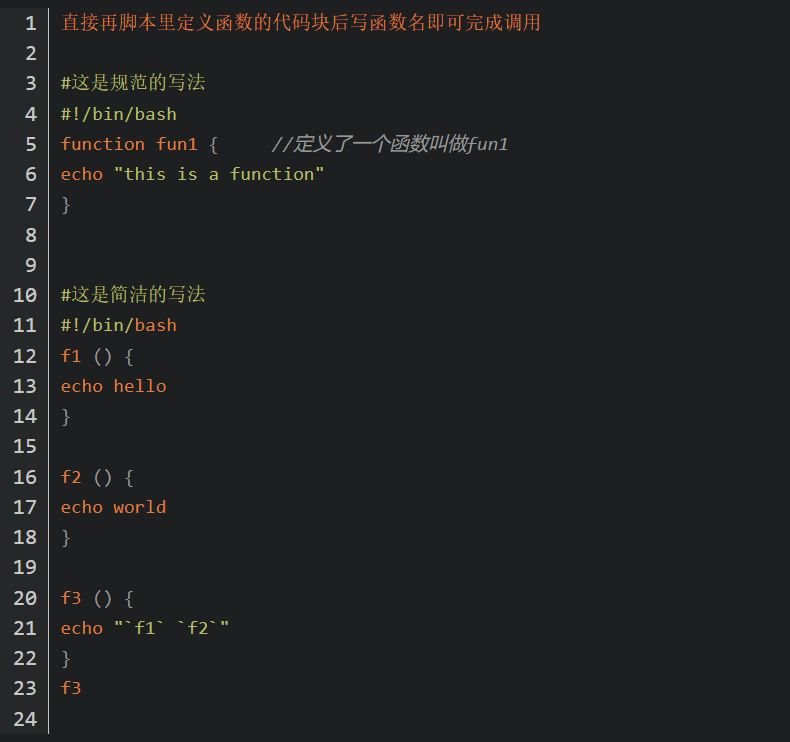 1 直接再脚本里定义函数的代码块后写函数名即可完成调用
2
3 #这是规范的写法
4 #!/bin/bash
5 function fun1 {     //定义了一个函数叫做fun1
6 echo "this is a function"
7 }
8
9
10 #这是简洁的写法
11 #!/bin/bash
12 f1 () {
13 echo hello
14 }
15
16 f2 () {
17 echo world
18 }
19
20 f3 () {
21 echo "`f1` `f2`"
22 }
23 f3
24